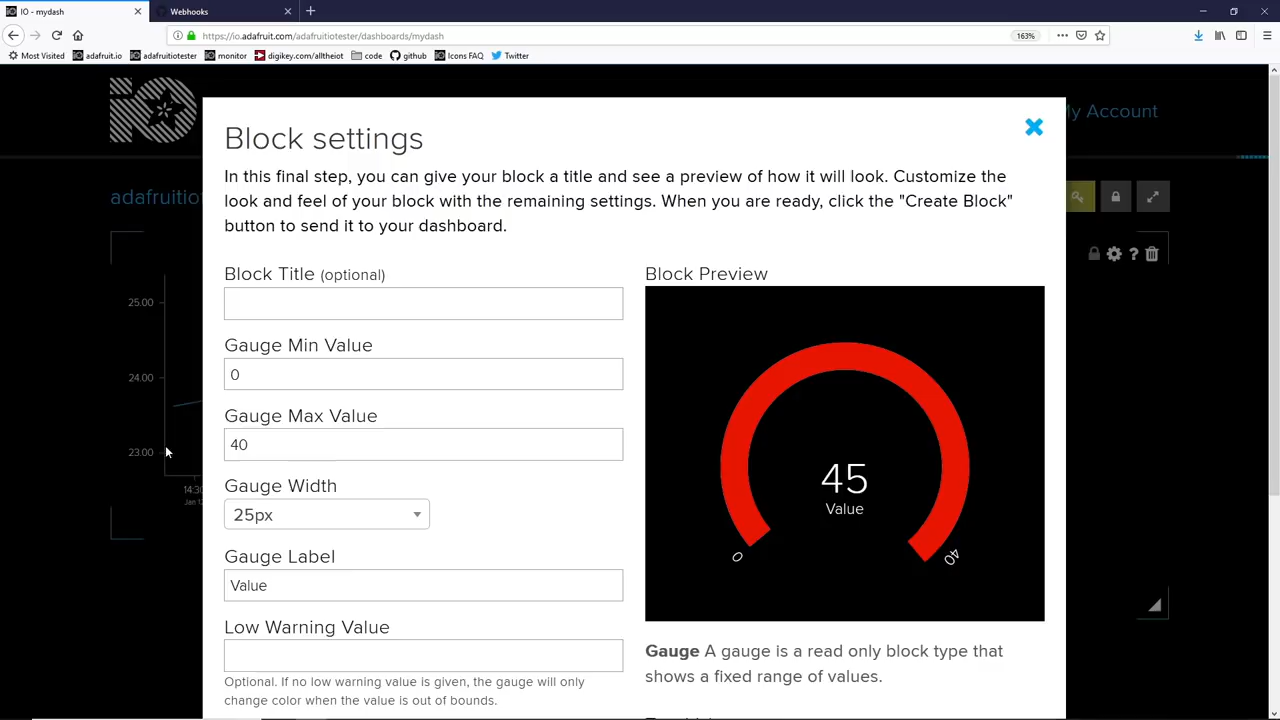 IO - mydash
Webhooks
https://io.adafruit.com/adafruitiotester/dashboards/mydash
163%
Most Visited
adafruit.io
adafruitiotester
monitor
digikey.com/alltheiot
code
github
Icons FAQ
Twitter
My Account
adafruitio
Block settings
In this final step, you can give your block a title and see a preview of how it will look. Customize the
look and feel of your block with the remaining settings. When you are ready, click the "Create Block"
button to send it to your dashboard.
Block Title (optional)
Gauge Min Value
0
Gauge Max Value
40
Gauge Width
25px
Gauge Label
Value
Low Warning Value
Optional. If no low warning value is given, the gauge will only
change color when the value is out of bounds.
Block Preview
45
Value
0
40
Gauge A gauge is a read only block type that
shows a fixed range of values.
25.00
24.00
23.00
14:30